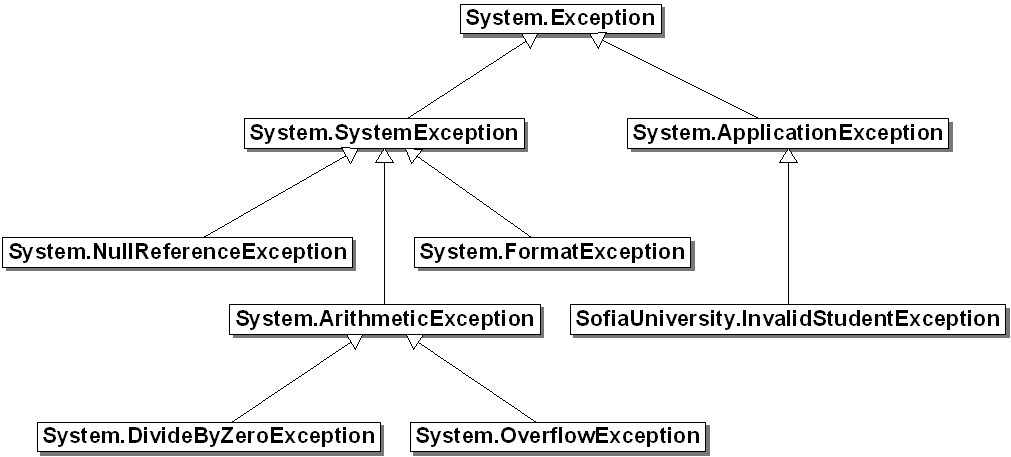 System.Exception
System.SystemException
System.ApplicationException
System.NullReferenceException
System.FormatException
System.ArithmeticException
SofiaUniversity.InvalidStudentException
System.DivideByZeroException
System.OverflowException